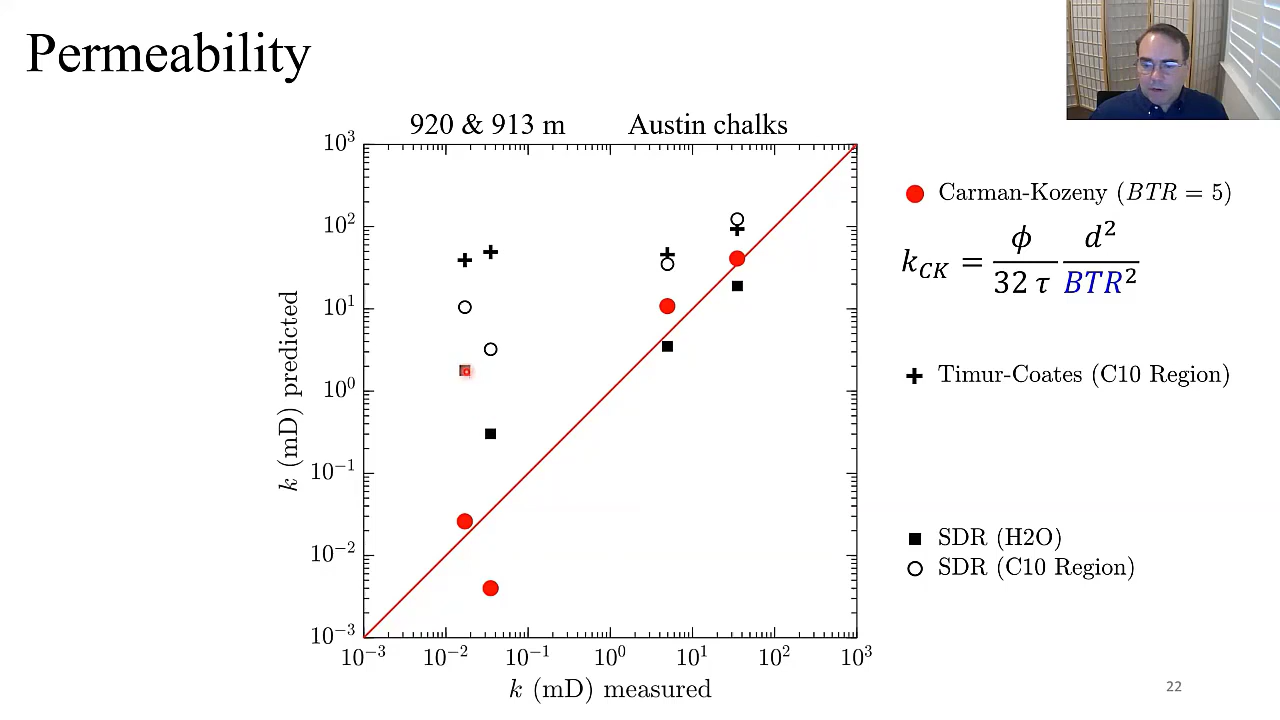 Permeability
920 & 913 m Austin chalks
10³
10²
10¹
10⁰
10⁻¹
10⁻²
10⁻³
k (mD) predicted
10⁻³ 10⁻² 10⁻¹ 10⁰ 10¹ 10² 10³
k (mD) measured
Carman-Kozeny (BTR = 5)
k_CK = ϕ/(32 τ) d²/BTR²
Timur-Coates (C10 Region)
SDR (H2O)
SDR (C10 Region)
22